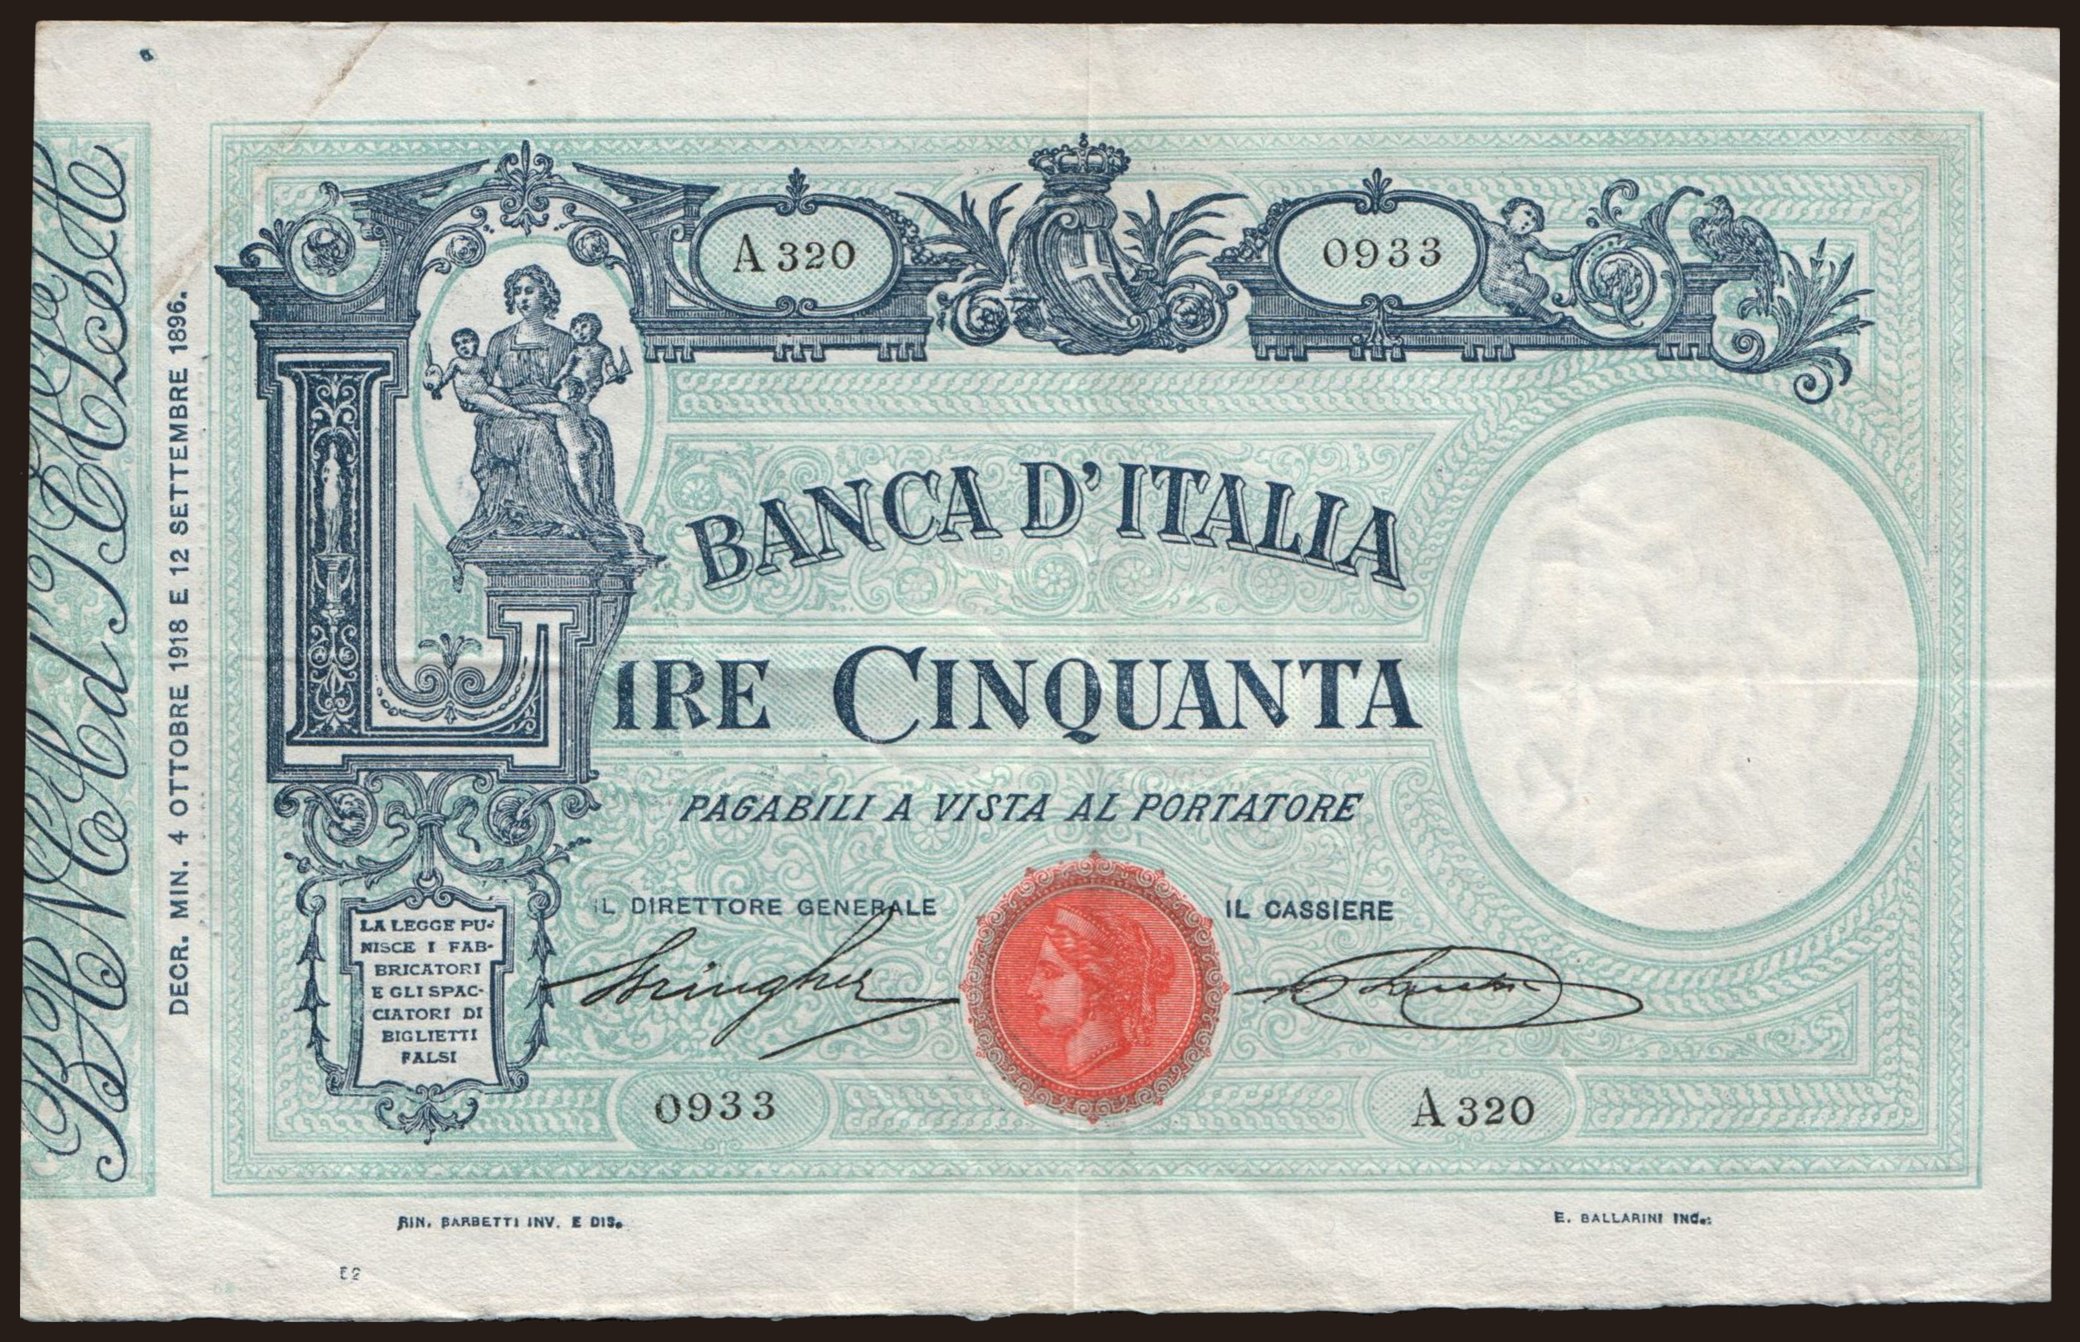 A 320
0933
BANCA D'ITALIA
LIRE CINQUANTA
PAGABILI A VISTA AL PORTATORE
IL DIRETTORE GENERALE
IL CASSIERE
Stringher
LA LEGGE PU-
NISCE I FAB-
BRICATORI
E GLI SPAC-
CIATORI DI
BIGLIETTI
FALSI
0933
A 320
RIN. BARBETTI INV. E DIS.
E. BALLARINI INC.
52
DECR. MIN. 4 OTTOBRE 1918 E 12 SETTEMBRE 1896.